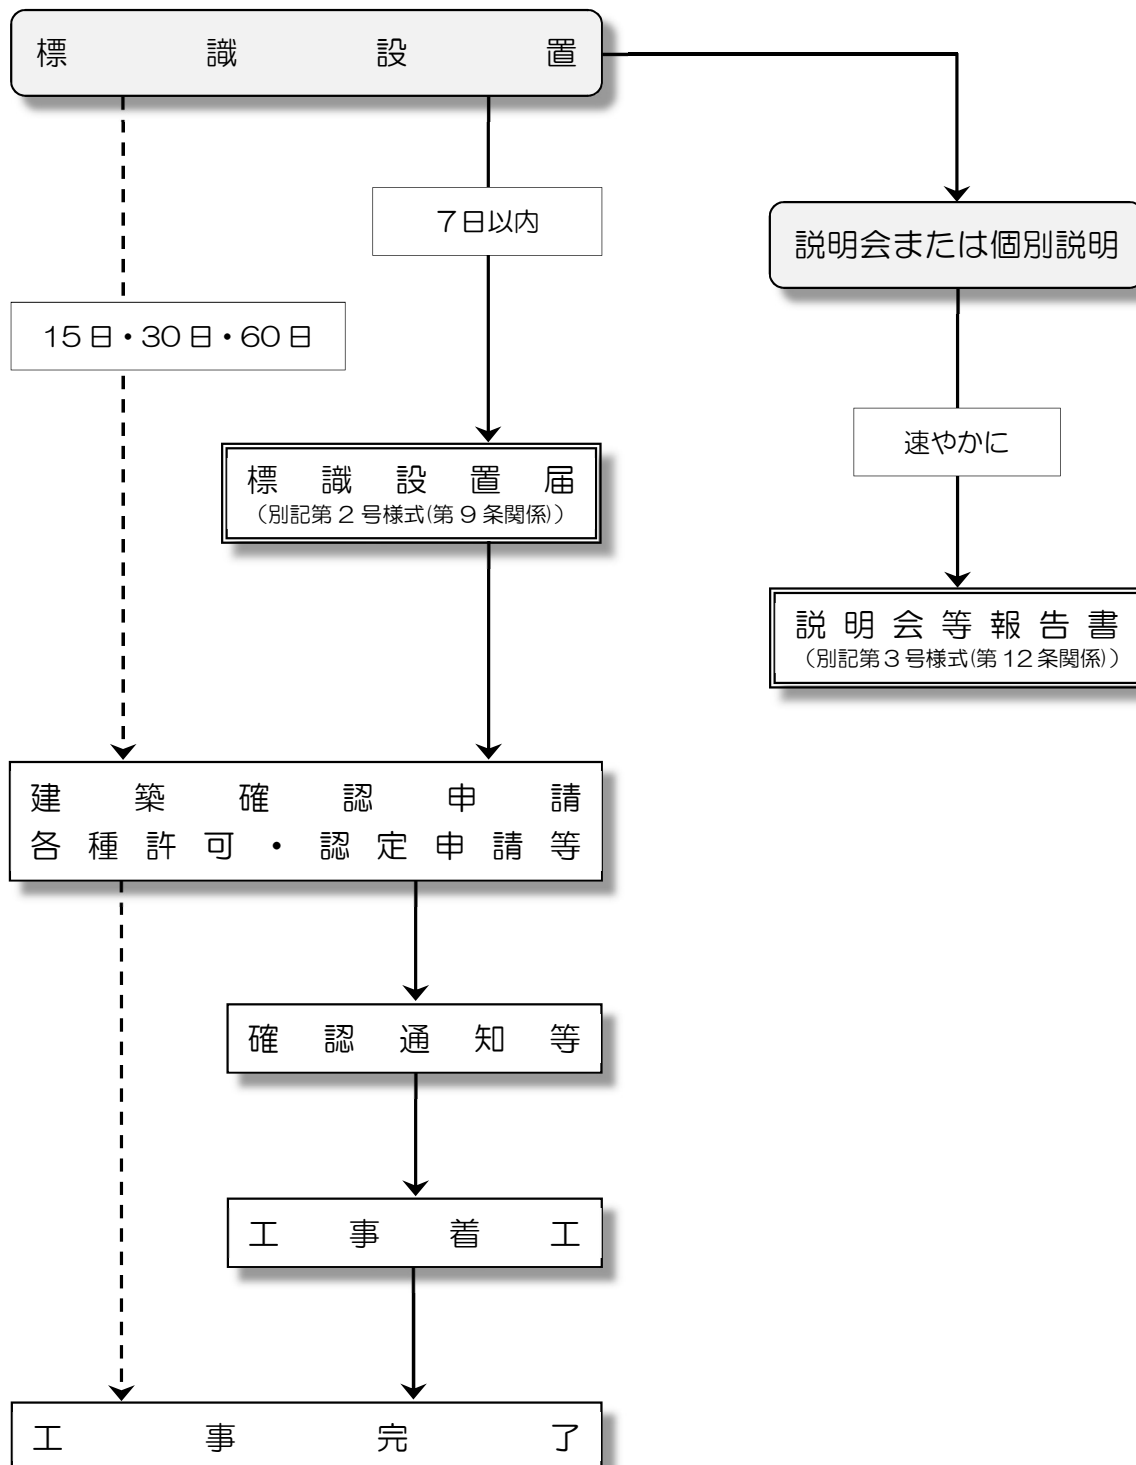 標識設置
7日以内
説明会または個別説明
15日・30日・60日
速やかに
標識設置届
（別記第2号様式(第9条関係)）
説明会等報告書
（別記第3号様式(第12条関係)）
建築確認申請
各種許可・認定申請等
確認通知等
工事着工
工事完了